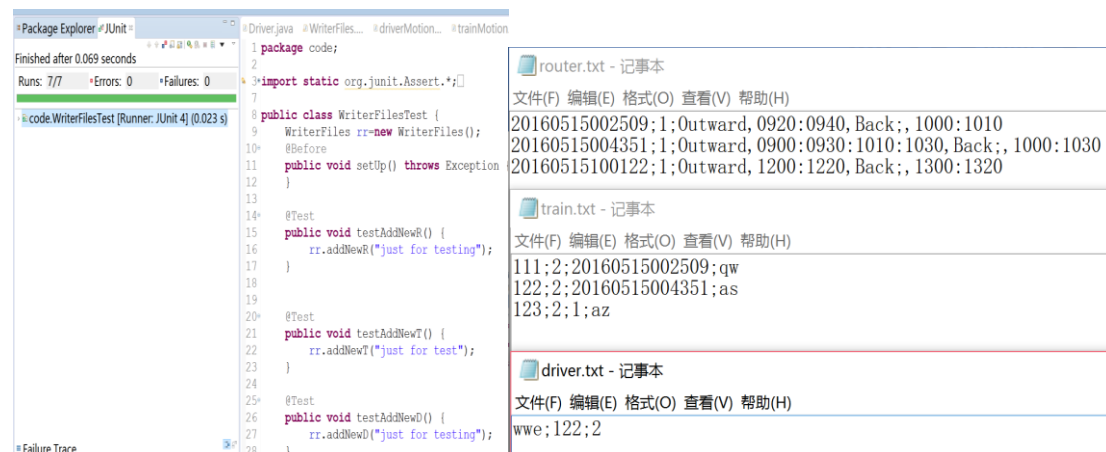 Package Explorer JUnit
Finished after 0.069 seconds
Runs: 7/7 Errors: 0 Failures: 0
code.WriterFilesTest [Runner: JUnit 4] (0.023 s)
Failure Trace
Driver.java WriterFiles.... driverMotion... trainMotion
1 package code;
2
3 import static org.junit.Assert.*;
7
8 public class WriterFilesTest {
9 WriterFiles rr=new WriterFiles();
10 @Before
11 public void setUp() throws Exception {
12 }
13
14 @Test
15 public void testAddNewR() {
16 rr.addNewR("just for testing");
17 }
18
19
20 @Test
21 public void testAddNewT() {
22 rr.addNewT("just for test");
23 }
24
25 @Test
26 public void testAddNewD() {
27 rr.addNewD("just for testing");
28 }
router.txt - 记事本
文件(F) 编辑(E) 格式(O) 查看(V) 帮助(H)
20160515002509;1;Outward,0920:0940,Back;,1000:1010
20160515004351;1;Outward,0900:0930:1010:1030,Back;,1000:1030
20160515100122;1;Outward,1200:1220,Back;,1300:1320
train.txt - 记事本
文件(F) 编辑(E) 格式(O) 查看(V) 帮助(H)
111;2;20160515002509;qw
122;2;20160515004351;as
123;2;1;az
driver.txt - 记事本
文件(F) 编辑(E) 格式(O) 查看(V) 帮助(H)
wwe;122;2